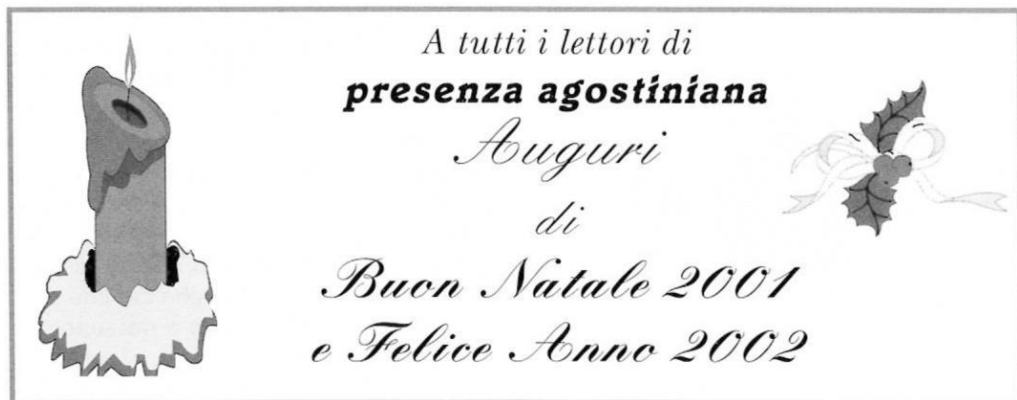 A tutti i lettori di
presenza agostiniana
Auguri
di
Buon Natale 2001
e Felice Anno 2002